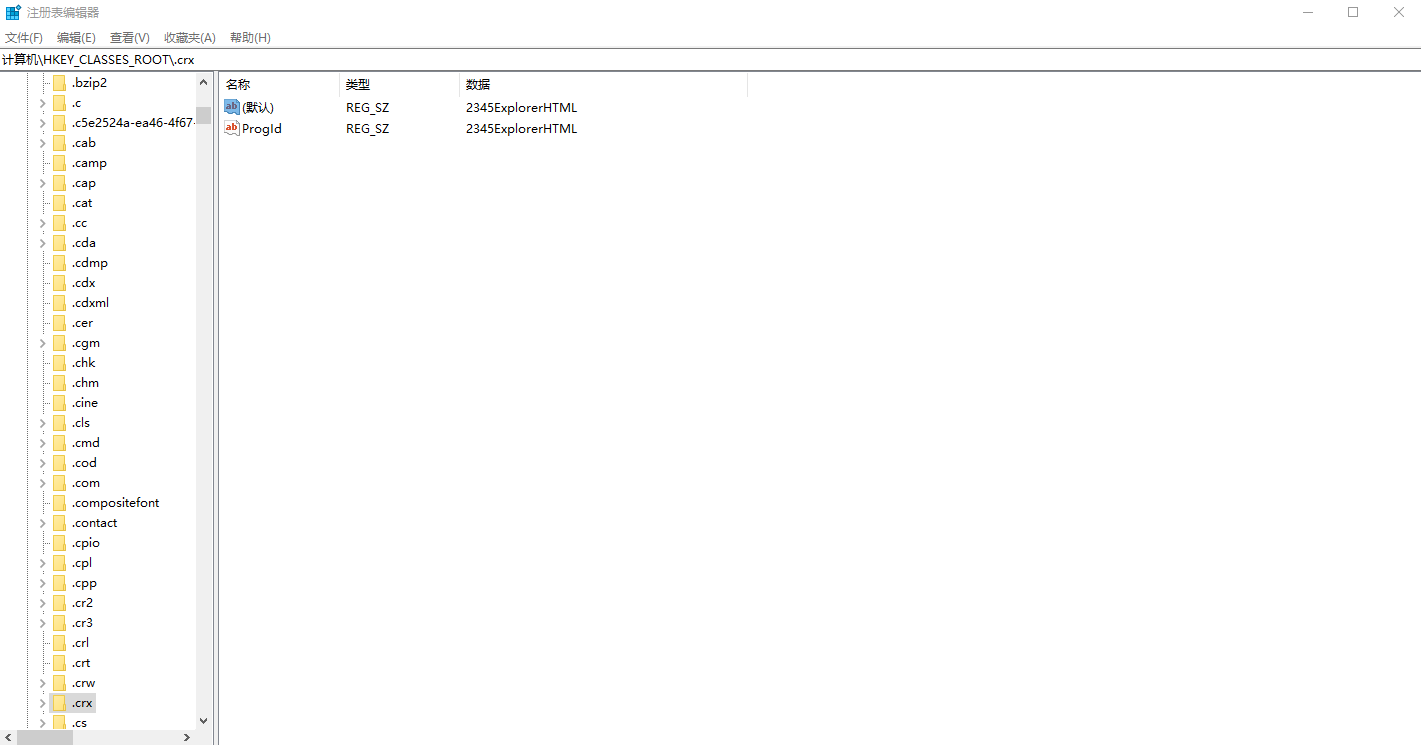 注册表编辑器
文件(F) 编辑(E) 查看(V) 收藏夹(A) 帮助(H)
计算机\HKEY_CLASSES_ROOT\.crx
.bzip2
.c
.c5e2524a-ea46-4f67-
.cab
.camp
.cap
.cat
.cc
.cda
.cdmp
.cdx
.cdxml
.cer
.cgm
.chk
.chm
.cine
.cls
.cmd
.cod
.com
.compositefont
.contact
.cpio
.cpl
.cpp
.cr2
.cr3
.crl
.crt
.crw
.crx
.cs
名称 类型 数据
ab (默认) REG_SZ 2345ExplorerHTML
ab ProgId REG_SZ 2345ExplorerHTML